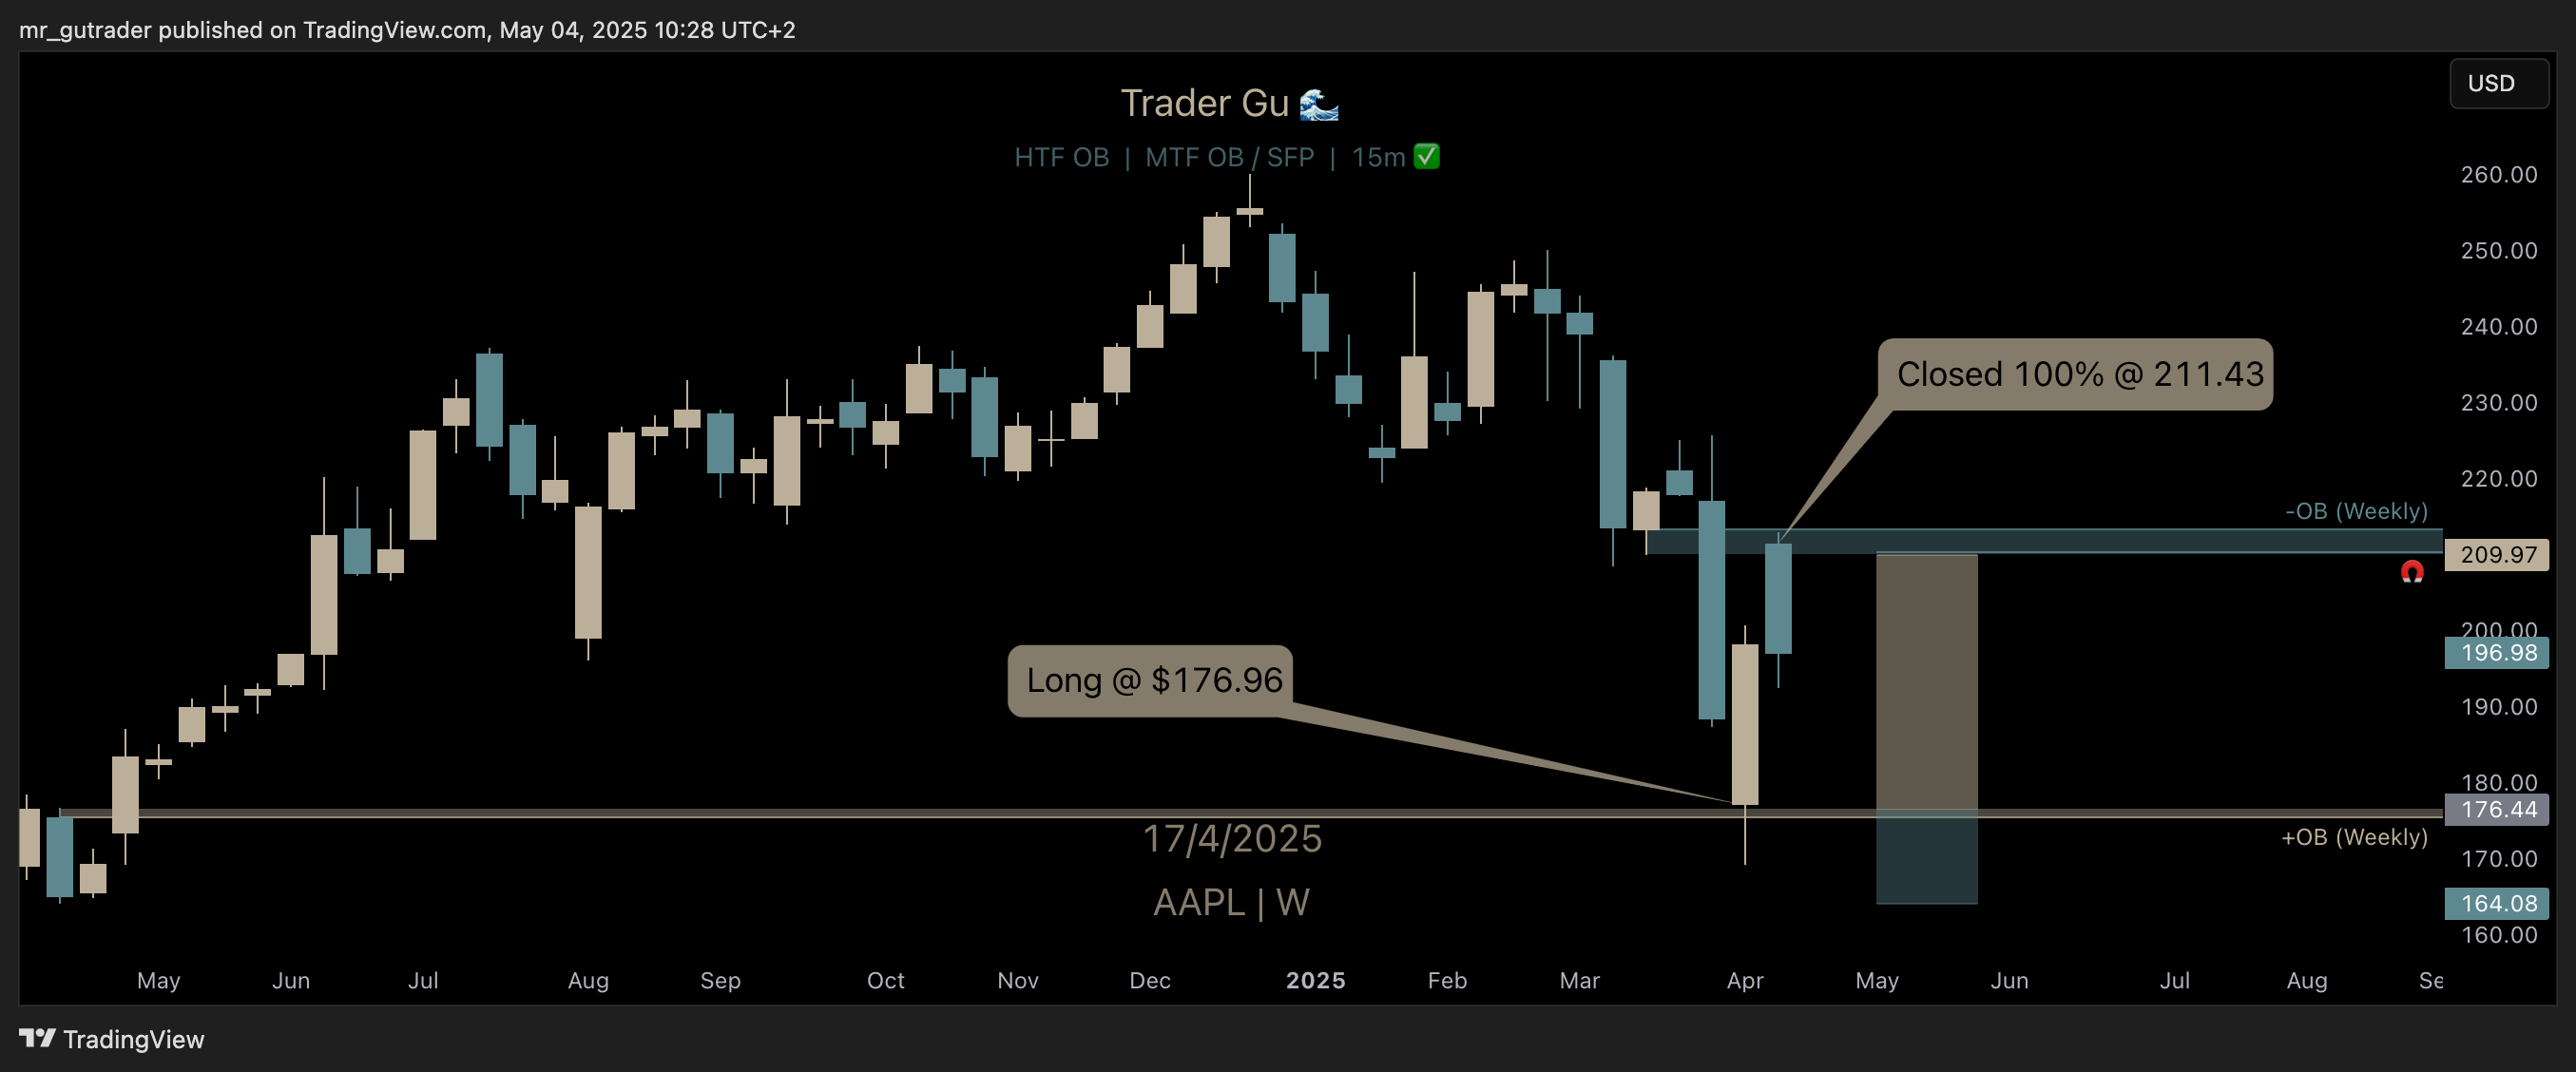 mr_gutrader published on TradingView.com, May 04, 2025 10:28 UTC+2
USD
Trader Gu 🌊
HTF OB | MTF OB / SFP | 15m ✅
260.00
250.00
240.00
Closed 100% @ 211.43
230.00
220.00
-OB (Weekly)
209.97
200.00
196.98
Long @ $176.96
190.00
180.00
176.44
+OB (Weekly)
17/4/2025
170.00
AAPL | W
164.08
160.00
May Jun Jul Aug Sep Oct Nov Dec 2025 Feb Mar Apr May Jun Jul Aug Se
TradingView